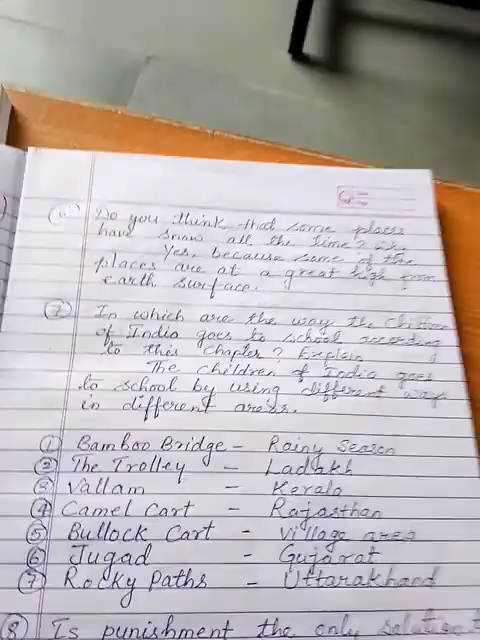 (6) Do you think that some places
have snow all the time?
Yes, because some of the
places are at a great high from
earth surface.
(7) In which are the way the children
of India goes to school according
to this chapter? Explain
The children of India goes
to school by using different ways
in different areas.
(1) Bamboo Bridge - Rainy Season
(2) The Trolley - Ladakh
(3) Vallam - Kerala
(4) Camel Cart - Rajasthan
(5) Bullock Cart - village area
(6) Jugad - Gujarat
(7) Rocky Paths - Uttarakhand
(8) Is punishment the only solution